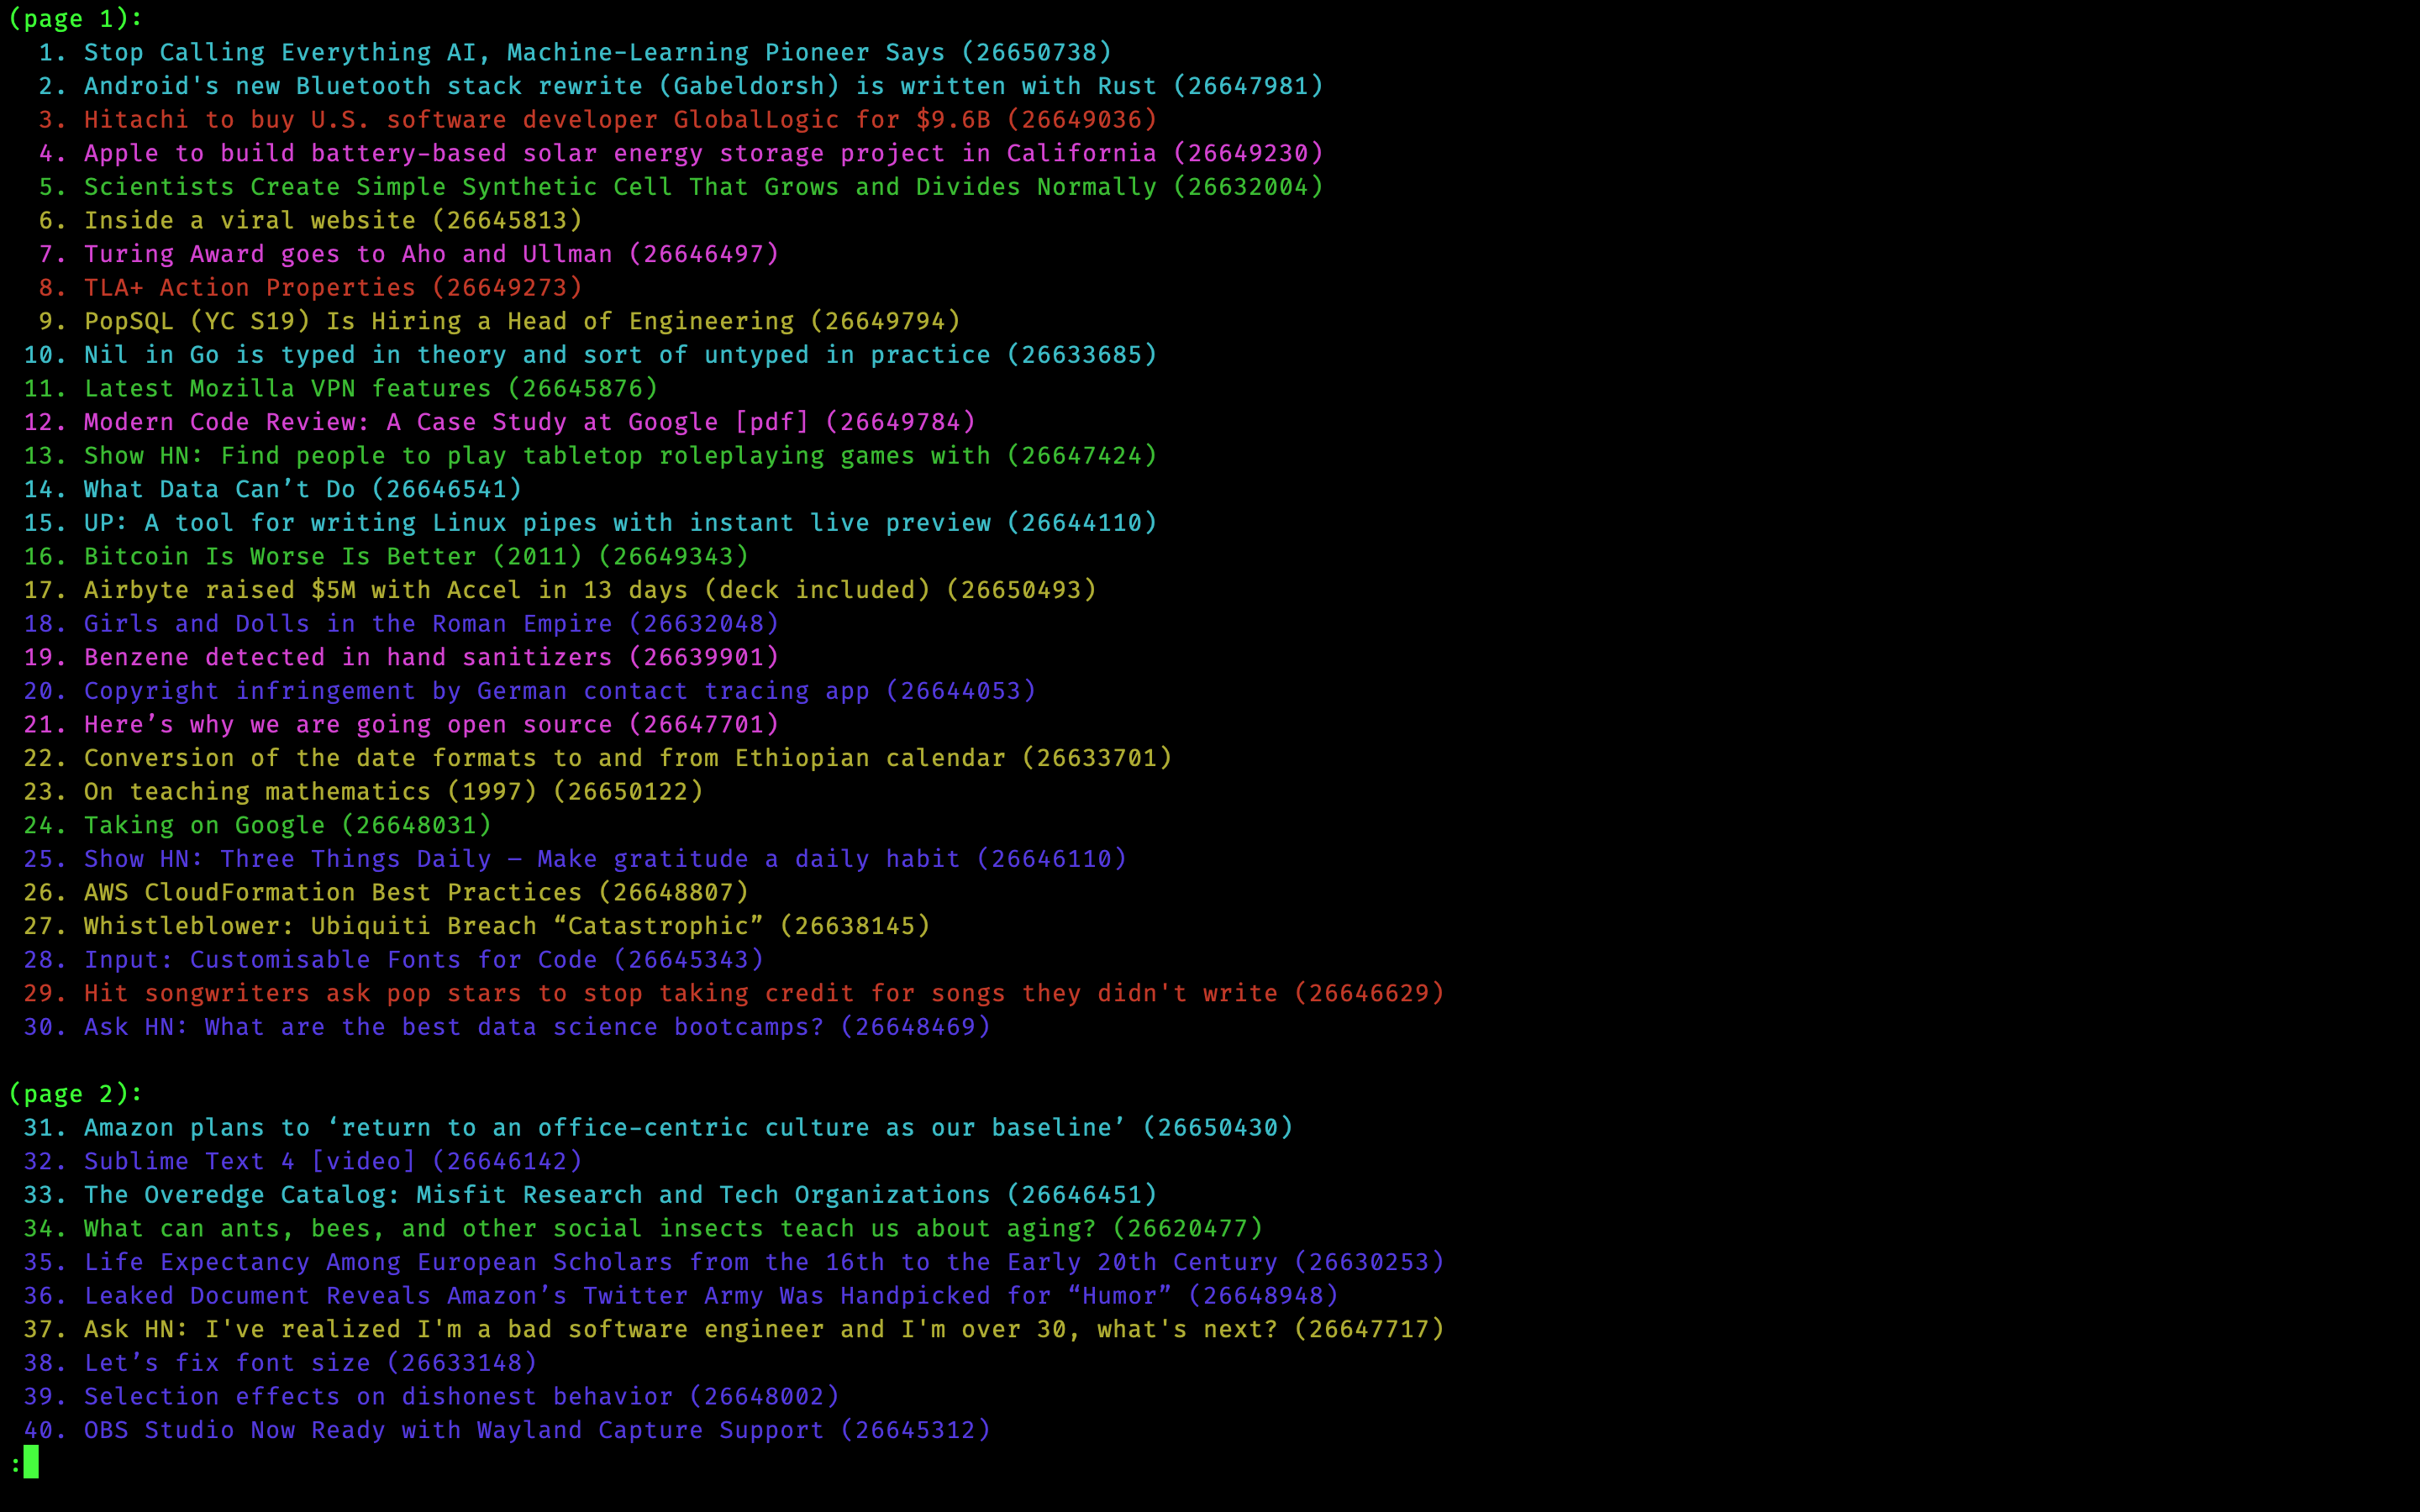 (page 1):
1. Stop Calling Everything AI, Machine-Learning Pioneer Says (26650738)
2. Android's new Bluetooth stack rewrite (Gabeldorsh) is written with Rust (26647981)
3. Hitachi to buy U.S. software developer GlobalLogic for $9.6B (26649036)
4. Apple to build battery-based solar energy storage project in California (26649230)
5. Scientists Create Simple Synthetic Cell That Grows and Divides Normally (26632004)
6. Inside a viral website (26645813)
7. Turing Award goes to Aho and Ullman (26646497)
8. TLA+ Action Properties (26649273)
9. PopSQL (YC S19) Is Hiring a Head of Engineering (26649794)
10. Nil in Go is typed in theory and sort of untyped in practice (26633685)
11. Latest Mozilla VPN features (26645876)
12. Modern Code Review: A Case Study at Google [pdf] (26649784)
13. Show HN: Find people to play tabletop roleplaying games with (26647424)
14. What Data Can’t Do (26646541)
15. UP: A tool for writing Linux pipes with instant live preview (26644110)
16. Bitcoin Is Worse Is Better (2011) (26649343)
17. Airbyte raised $5M with Accel in 13 days (deck included) (26650493)
18. Girls and Dolls in the Roman Empire (26632048)
19. Benzene detected in hand sanitizers (26639901)
20. Copyright infringement by German contact tracing app (26644053)
21. Here’s why we are going open source (26647701)
22. Conversion of the date formats to and from Ethiopian calendar (26633701)
23. On teaching mathematics (1997) (26650122)
24. Taking on Google (26648031)
25. Show HN: Three Things Daily – Make gratitude a daily habit (26646110)
26. AWS CloudFormation Best Practices (26648807)
27. Whistleblower: Ubiquiti Breach “Catastrophic” (26638145)
28. Input: Customisable Fonts for Code (26645343)
29. Hit songwriters ask pop stars to stop taking credit for songs they didn't write (26646629)
30. Ask HN: What are the best data science bootcamps? (26648469)
(page 2):
31. Amazon plans to ‘return to an office-centric culture as our baseline’ (26650430)
32. Sublime Text 4 [video] (26646142)
33. The Overedge Catalog: Misfit Research and Tech Organizations (26646451)
34. What can ants, bees, and other social insects teach us about aging? (26620477)
35. Life Expectancy Among European Scholars from the 16th to the Early 20th Century (26630253)
36. Leaked Document Reveals Amazon’s Twitter Army Was Handpicked for “Humor” (26648948)
37. Ask HN: I've realized I'm a bad software engineer and I'm over 30, what's next? (26647717)
38. Let’s fix font size (26633148)
39. Selection effects on dishonest behavior (26648002)
40. OBS Studio Now Ready with Wayland Capture Support (26645312)
: